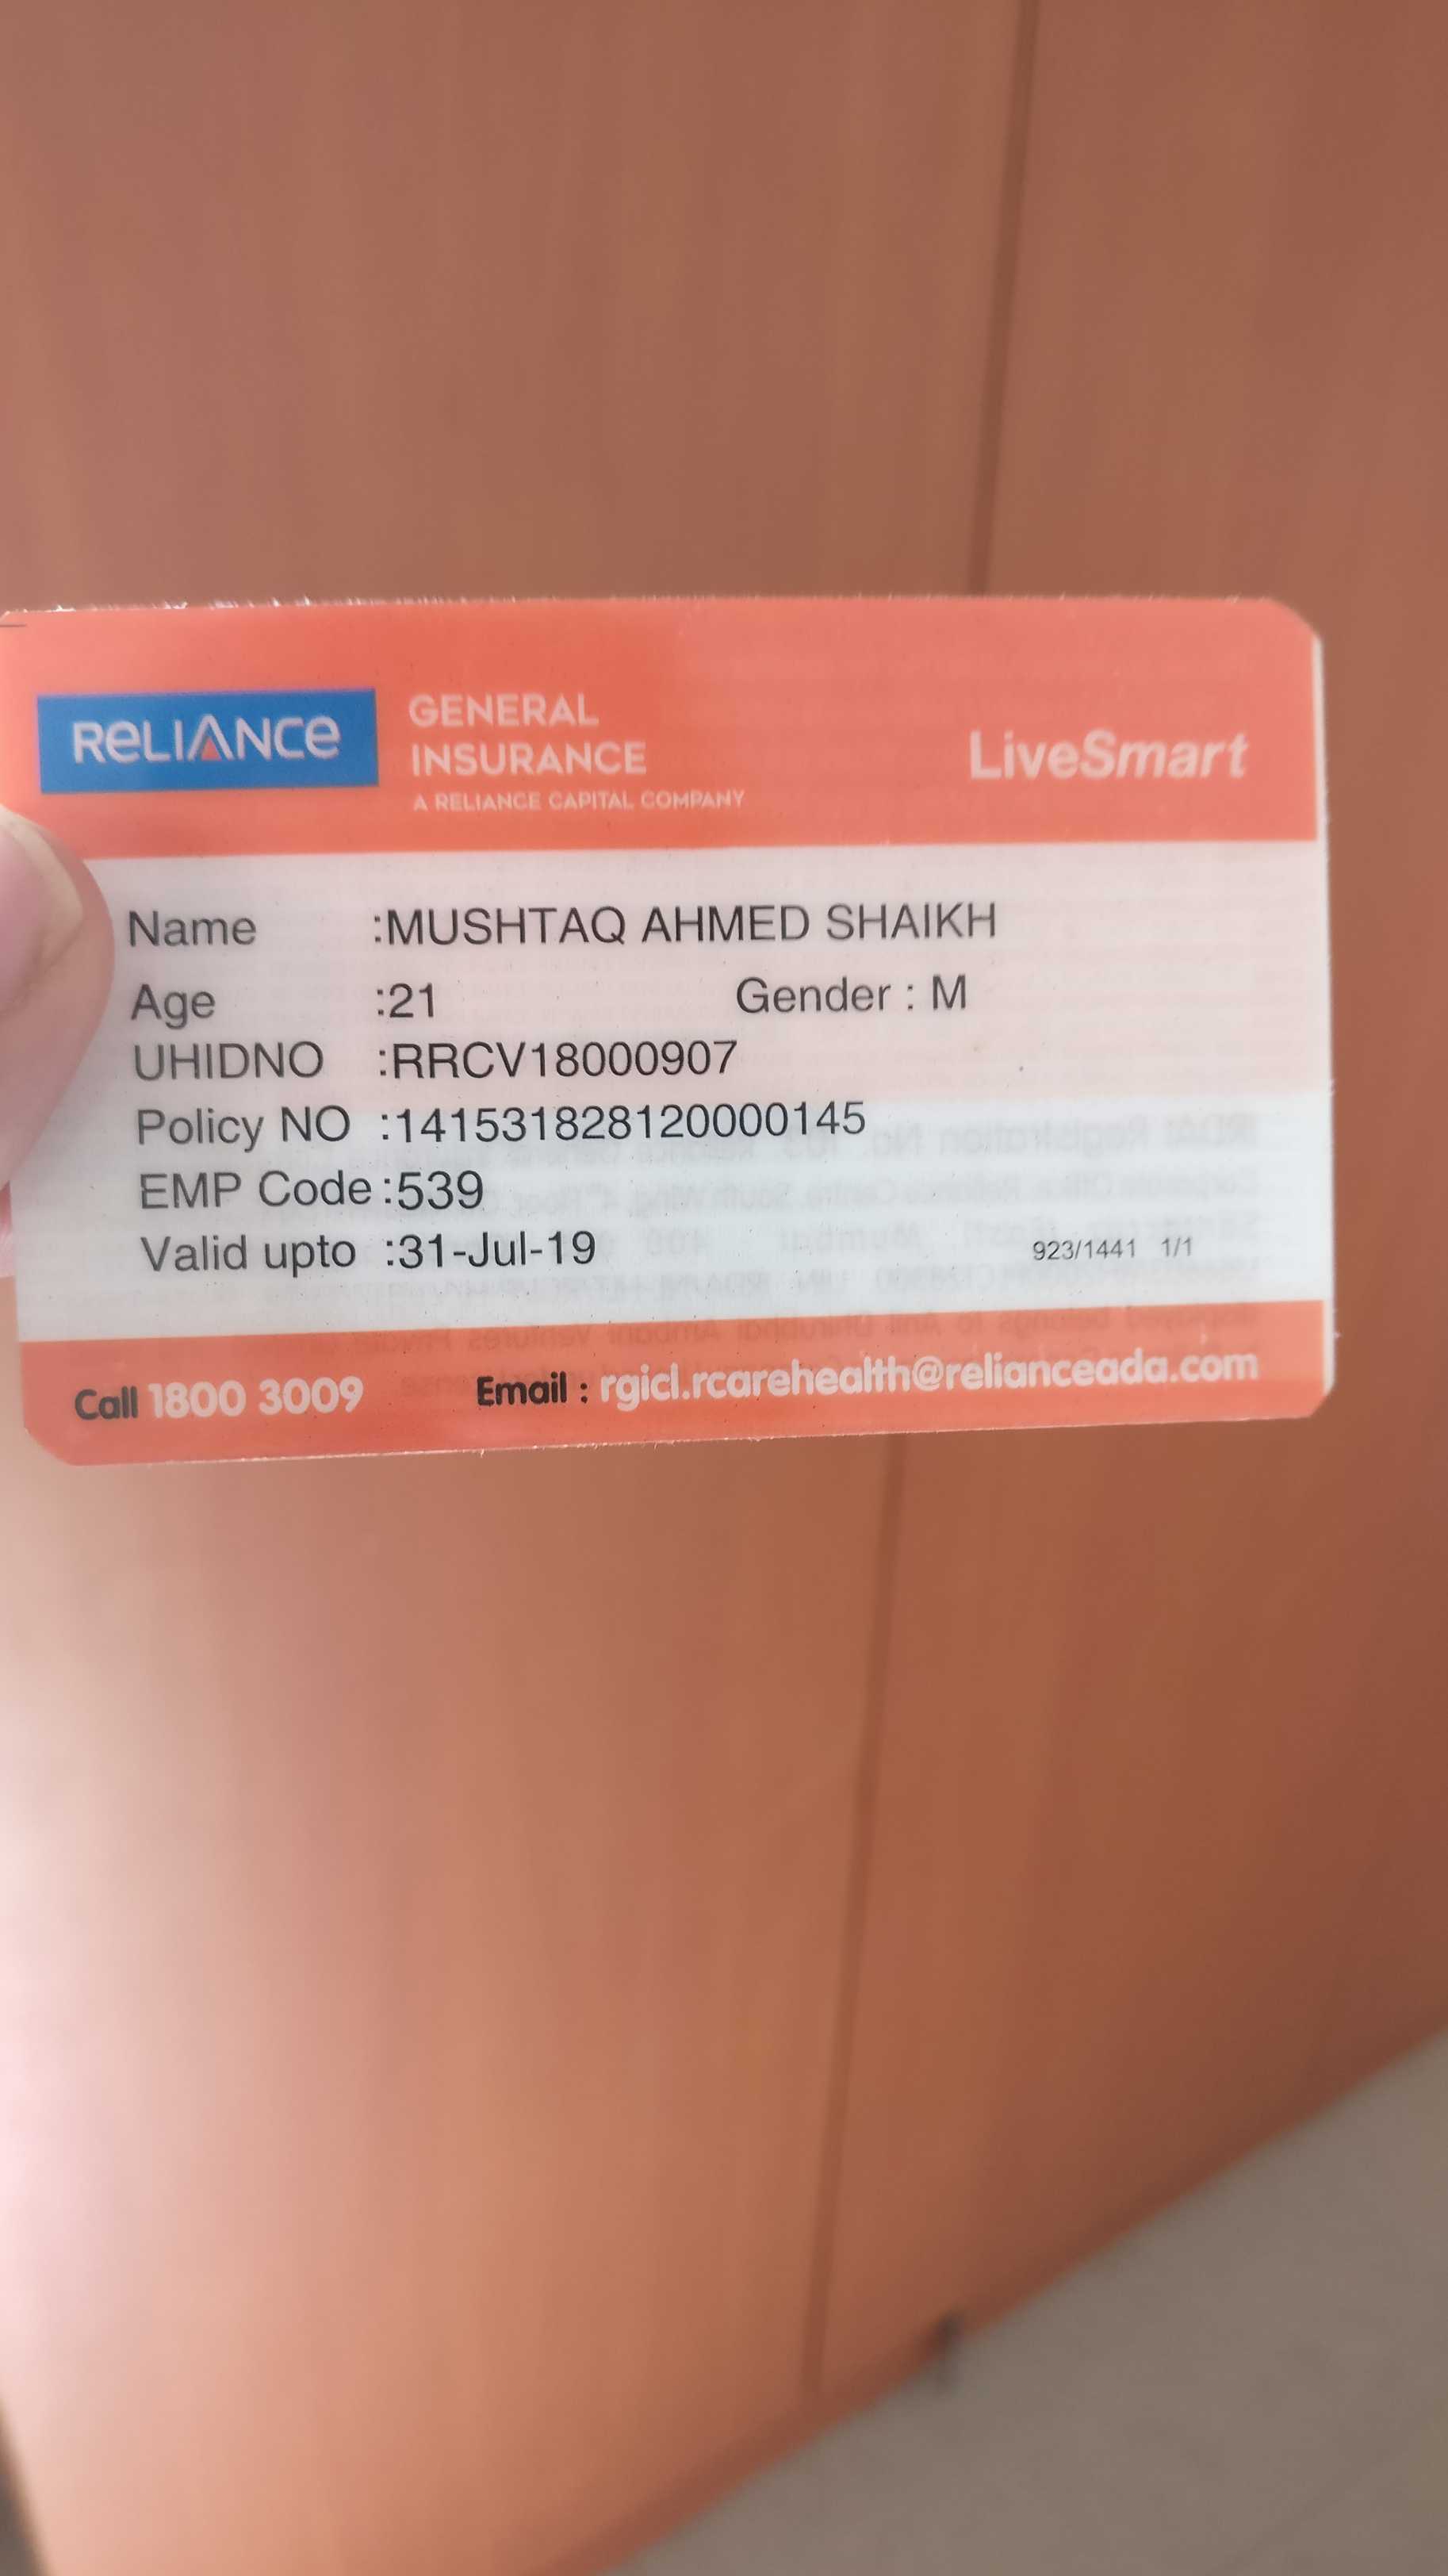 RELIANCE
GENERAL
INSURANCE
A RELIANCE CAPITAL COMPANY
LiveSmart
Name :MUSHTAQ AHMED SHAIKH
Age :21 Gender : M
UHIDNO :RRCV18000907
Policy NO :141531828120000145
EMP Code :539
Valid upto :31-Jul-19 923/1441 1/1
Call 1800 3009 Email : rgicl.rcarehealth@relianceada.com